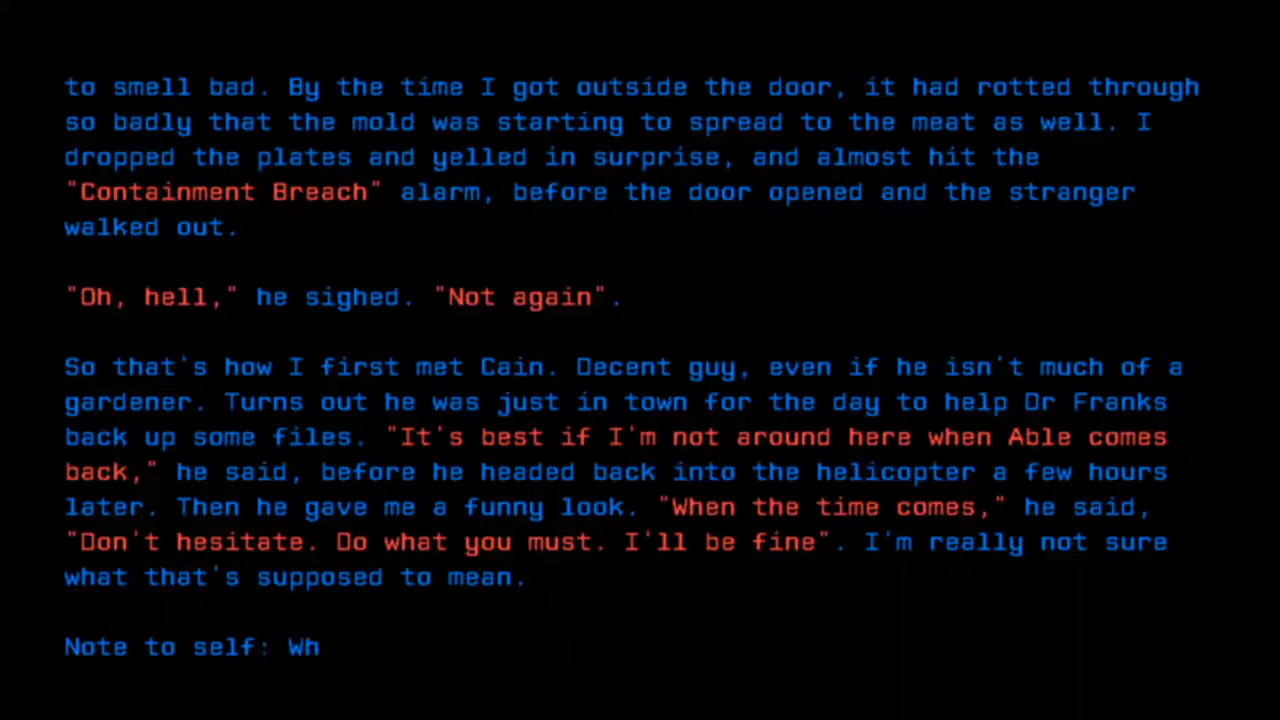 to smell bad. By the time I got outside the door, it had rotted through
so badly that the mold was starting to spread to the meat as well. I
dropped the plates and yelled in surprise, and almost hit the
"Containment Breach" alarm, before the door opened and the stranger
walked out.
"Oh, hell," he sighed. "Not again".
So that's how I first met Cain. Decent guy, even if he isn't much of a
gardener. Turns out he was just in town for the day to help Dr Franks
back up some files. "It's best if I'm not around here when Able comes
back," he said, before he headed back into the helicopter a few hours
later. Then he gave me a funny look. "When the time comes," he said,
"Don't hesitate. Do what you must. I'll be fine". I'm really not sure
what that's supposed to mean.
Note to self: Wh